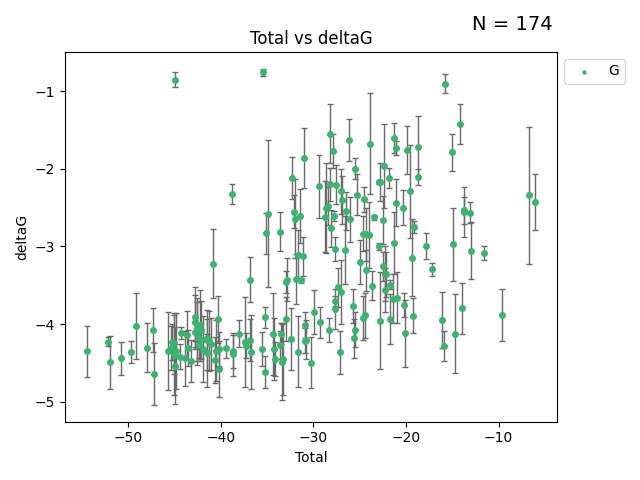 N = 174
Total vs deltaG
G
−1
−2
−3
−4
−5
deltaG
−50 −40 −30 −20 −10
Total